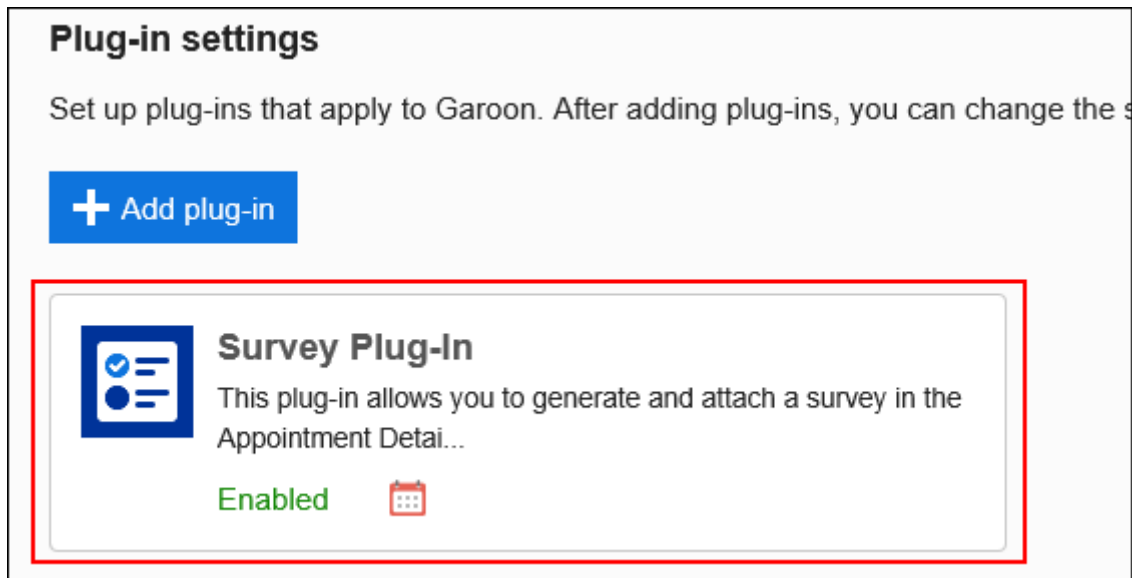 Plug-in settings
Set up plug-ins that apply to Garoon. After adding plug-ins, you can change the
Add plug-in
Survey Plug-In
This plug-in allows you to generate and attach a survey in the
Appointment Detai...
Enabled